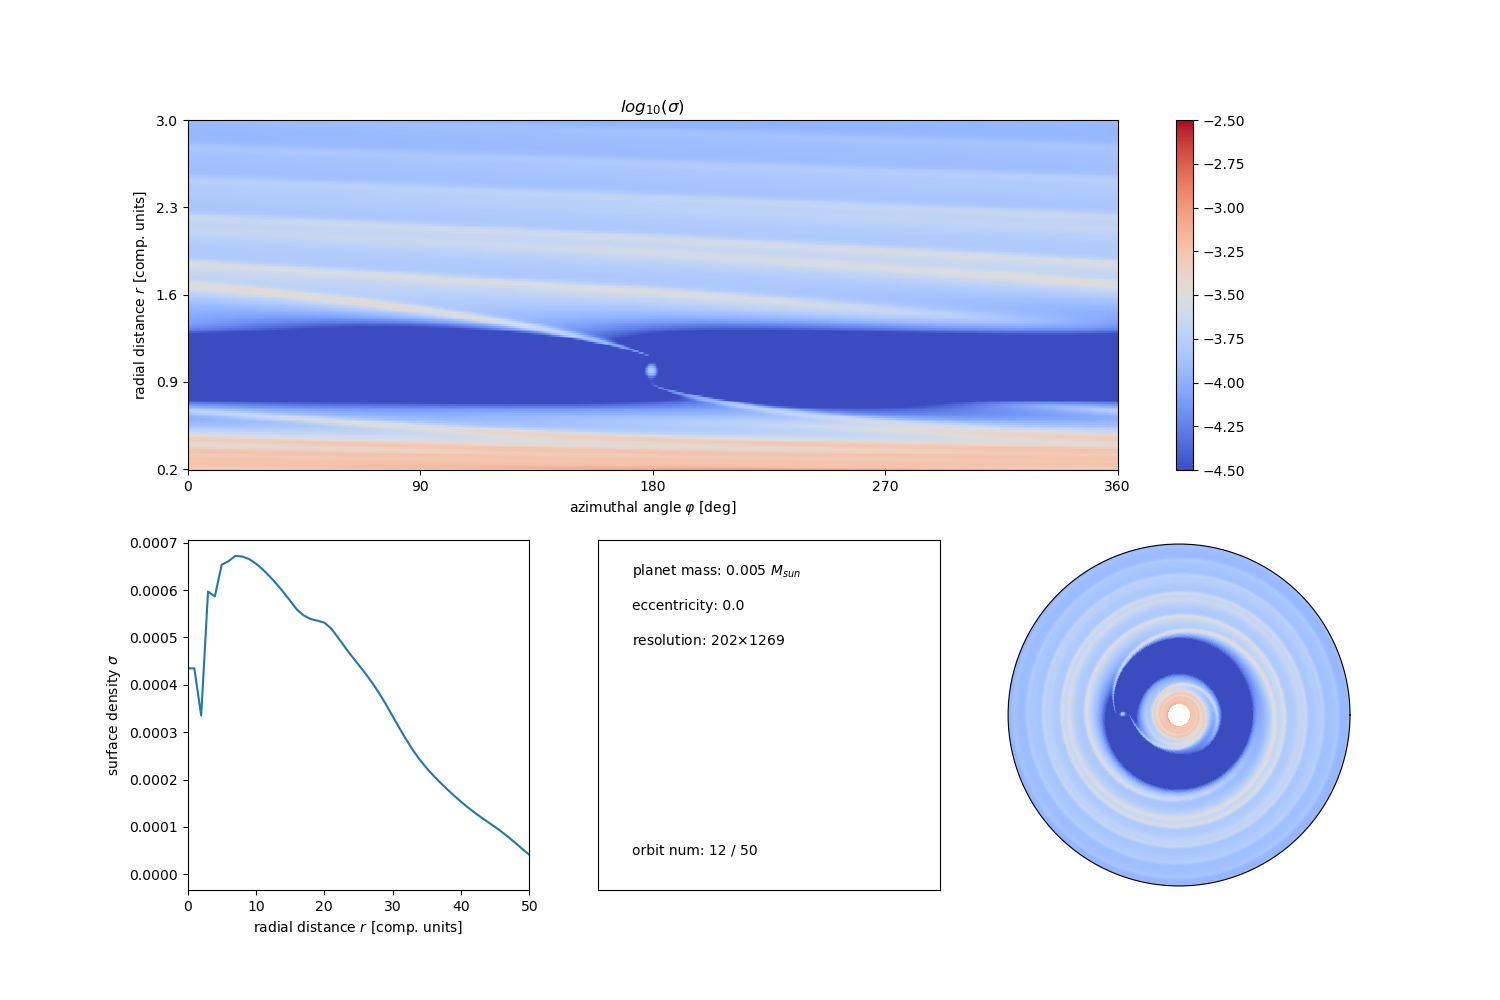 log₁₀(σ)
3.0
2.3
1.6
0.9
0.2
radial distance r [comp. units]
0 90 180 270 360
azimuthal angle φ [deg]
−2.50
−2.75
−3.00
−3.25
−3.50
−3.75
−4.00
−4.25
−4.50
0.0007
0.0006
0.0005
0.0004
0.0003
0.0002
0.0001
0.0000
surface density σ
0 10 20 30 40 50
radial distance r [comp. units]
planet mass: 0.005 Mₛᵤₙ
eccentricity: 0.0
resolution: 202×1269
orbit num: 12 / 50